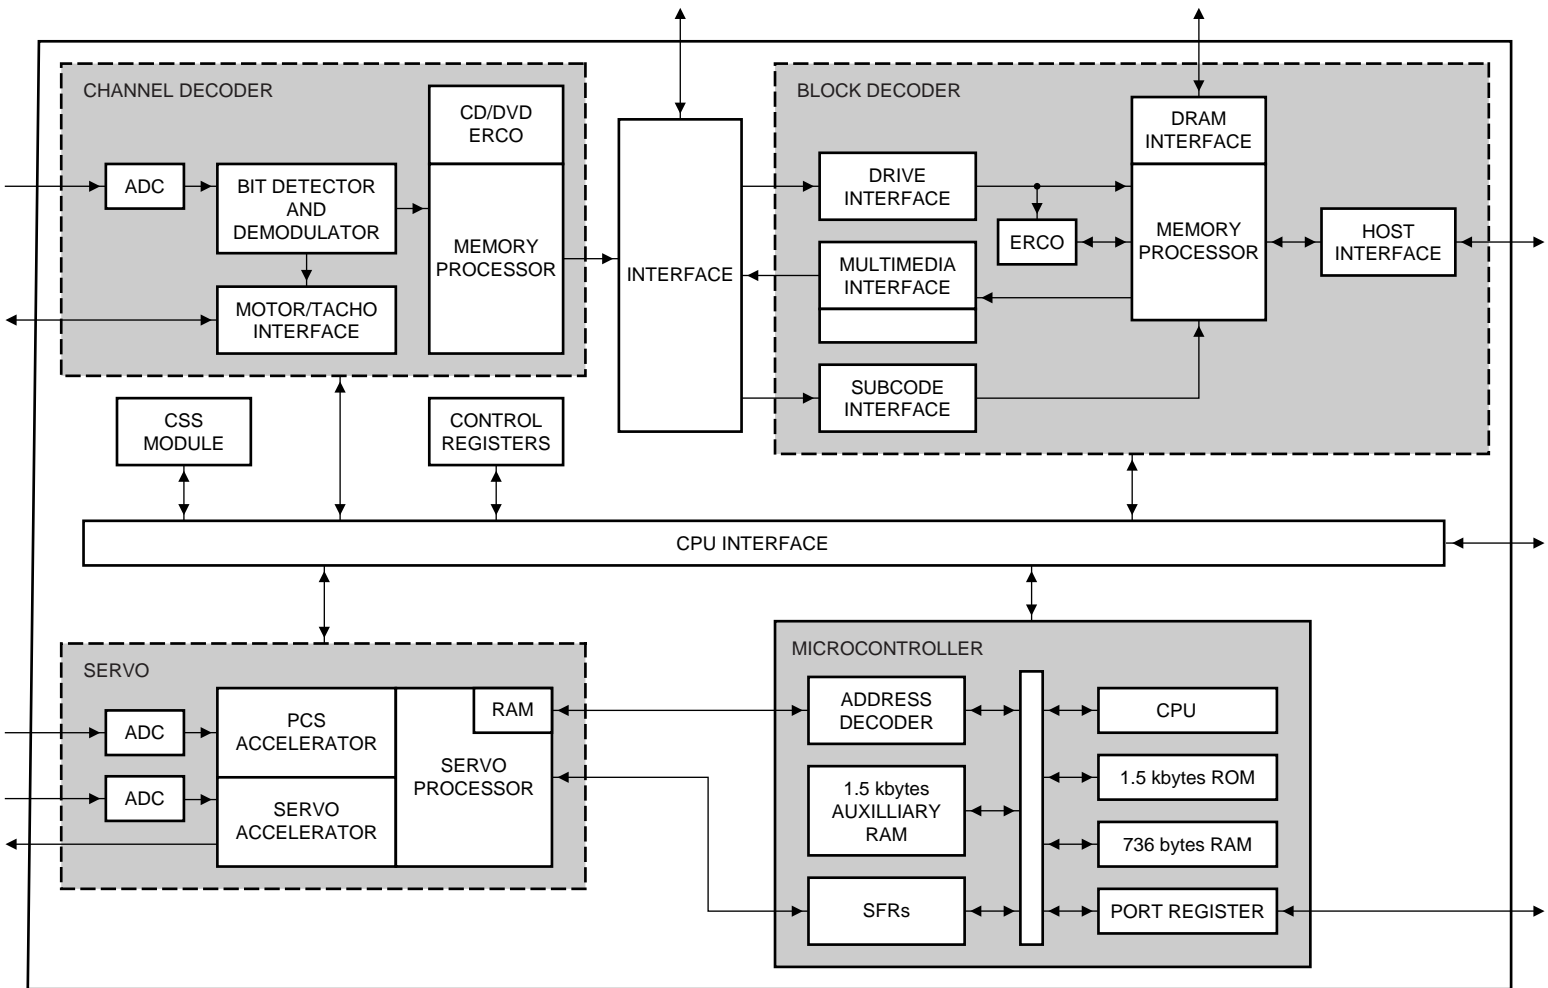 CHANNEL DECODER
CD/DVD
ERCO
ADC
BIT DETECTOR
AND
DEMODULATOR
MEMORY
PROCESSOR
MOTOR/TACHO
INTERFACE
INTERFACE
BLOCK DECODER
DRAM
INTERFACE
DRIVE
INTERFACE
ERCO
MEMORY
PROCESSOR
HOST
INTERFACE
MULTIMEDIA
INTERFACE
SUBCODE
INTERFACE
CSS
MODULE
CONTROL
REGISTERS
CPU INTERFACE
SERVO
ADC
PCS
ACCELERATOR
RAM
SERVO
PROCESSOR
ADC
SERVO
ACCELERATOR
MICROCONTROLLER
ADDRESS
DECODER
CPU
1.5 kbytes
AUXILLIARY
RAM
1.5 kbytes ROM
736 bytes RAM
SFRs
PORT REGISTER